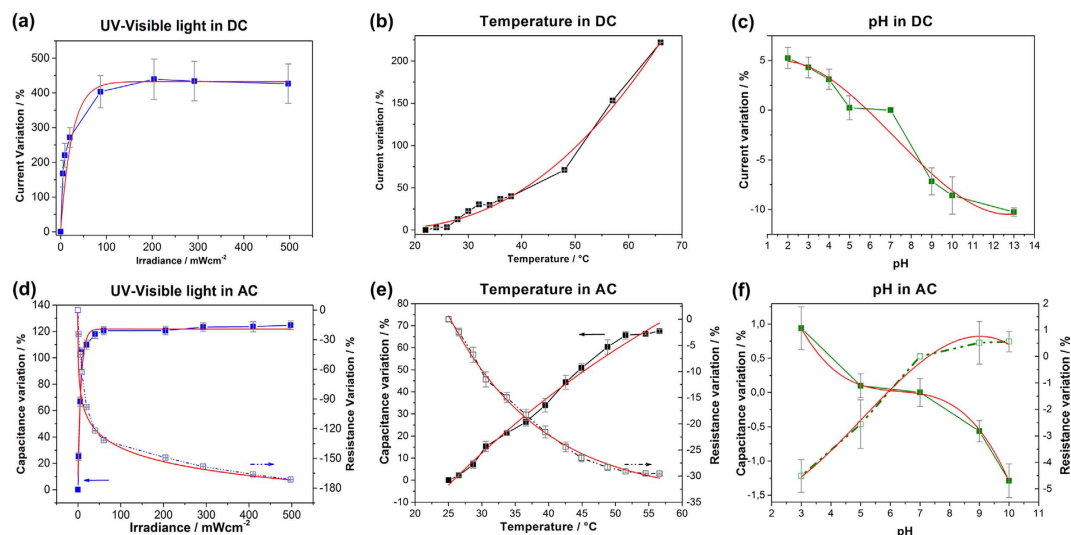 (a)
UV-Visible light in DC
Current Variation / %
500
450
400
350
300
250
200
150
100
50
0
0 100 200 300 400 500
Irradiance / mWcm-2
(b)
Temperature in DC
Current variation / %
200
150
100
50
0
20 30 40 50 60 70
Temperature / °C
(c)
pH in DC
Current variation / %
5
0
-5
-10
1 2 3 4 5 6 7 8 9 10 11 12 13 14
pH
(d)
UV-Visible light in AC
Capacitance variation / %
140
120
100
80
60
40
20
0
0 100 200 300 400 500
Irradiance / mWcm-2
Resistance variation / %
0
-30
-60
-90
-120
-150
-180
(e)
Temperature in AC
Capacitance variation / %
80
70
60
50
40
30
20
10
0
-10
20 25 30 35 40 45 50 55 60
Temperature / °C
Resistance variation / %
0
-5
-10
-15
-20
-25
-30
-35
(f)
pH in AC
Capacitance variation / %
1,0
0,5
0,0
-0,5
-1,0
-1,5
3 4 5 6 7 8 9 10
pH
Resistance variation / %
2
1
0
-1
-2
-3
-4
-5